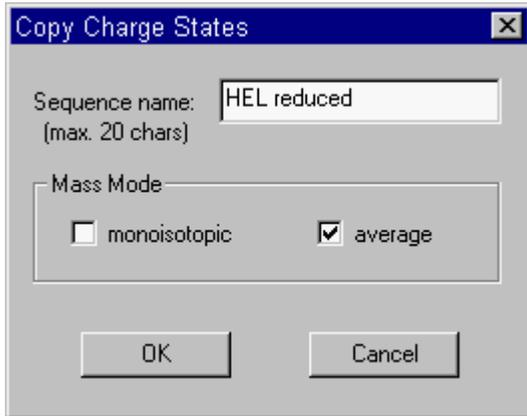 Copy Charge States
Sequence name: HEL reduced
(max. 20 chars)
Mass Mode
monoisotopic average
OK Cancel